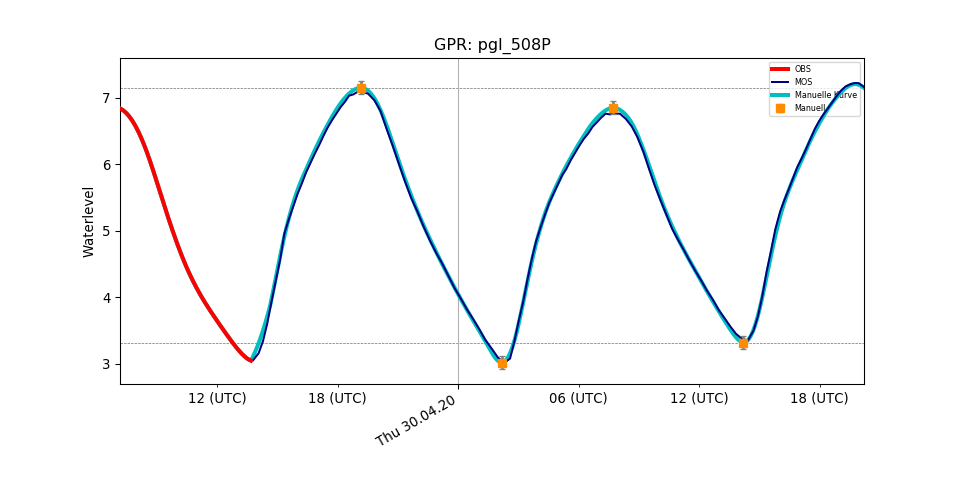 GPR: pgl_508P
OBS
MOS
Manuelle Kurve
Manuell
Waterlevel
7
6
5
4
3
12 (UTC)
18 (UTC)
Thu 30.04.20
06 (UTC)
12 (UTC)
18 (UTC)